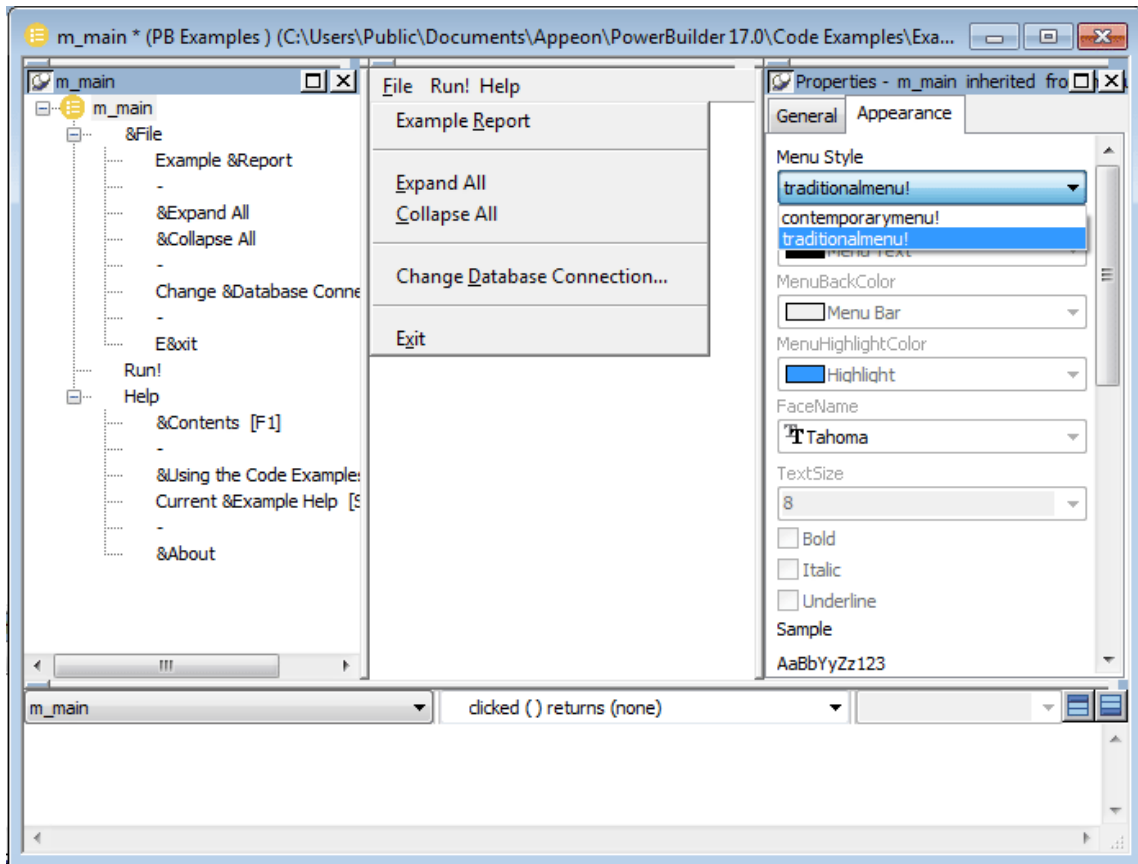 m_main * (PB Examples ) (C:\Users\Public\Documents\Appeon\PowerBuilder 17.0\Code Examples\Exa...
m_main
m_main
&File
Example &Report
-
&Expand All
&Collapse All
-
Change &Database Conne
-
E&xit
Run!
Help
&Contents [F1]
-
&Using the Code Examples
Current &Example Help [S
-
&About
File Run! Help
Example Report
Expand All
Collapse All
Change Database Connection...
Exit
Properties - m_main inherited fro
General Appearance
Menu Style
traditionalmenu!
contemporarymenu!
traditionalmenu!
Menu Text
MenuBackColor
Menu Bar
MenuHighlightColor
Highlight
FaceName
Tahoma
TextSize
8
Bold
Italic
Underline
Sample
AaBbYyZz123
m_main
clicked ( ) returns (none)